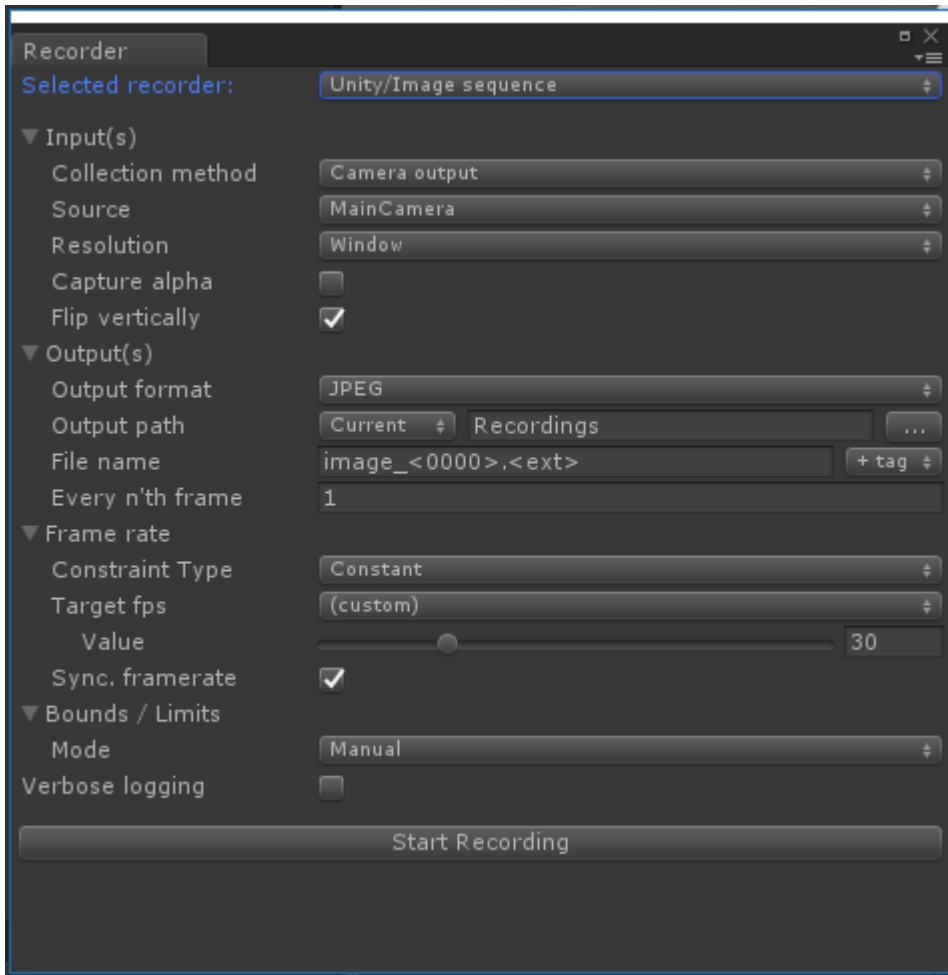 Recorder
Selected recorder: Unity/Image sequence
Input(s)
Collection method Camera output
Source MainCamera
Resolution Window
Capture alpha
Flip vertically
Output(s)
Output format JPEG
Output path Current Recordings ...
File name image_<0000>.<ext> + tag
Every n'th frame 1
Frame rate
Constraint Type Constant
Target fps (custom)
Value 30
Sync. framerate
Bounds / Limits
Mode Manual
Verbose logging
Start Recording